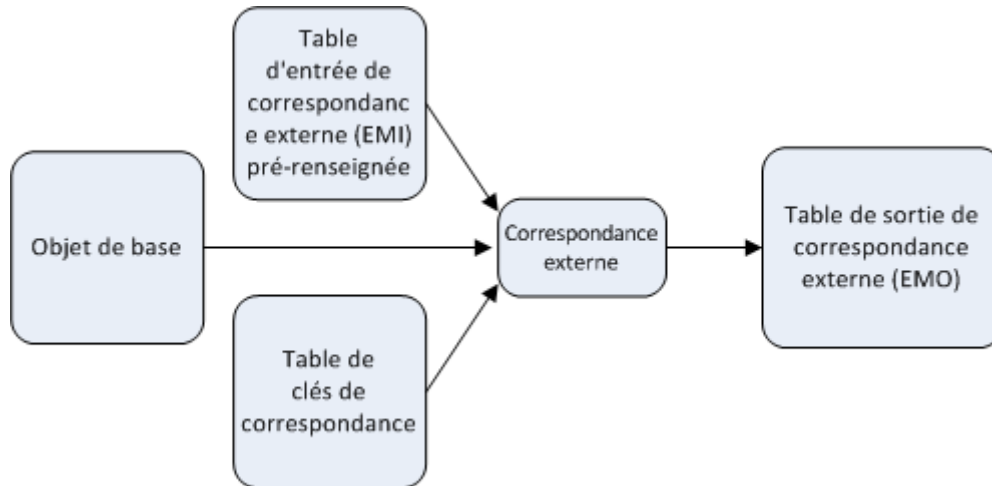 Table
d'entrée de
correspondanc
e externe (EMI)
pré-renseignée
Objet de base
Correspondance
externe
Table de sortie de
correspondance
externe (EMO)
Table de
clés de
correspondance